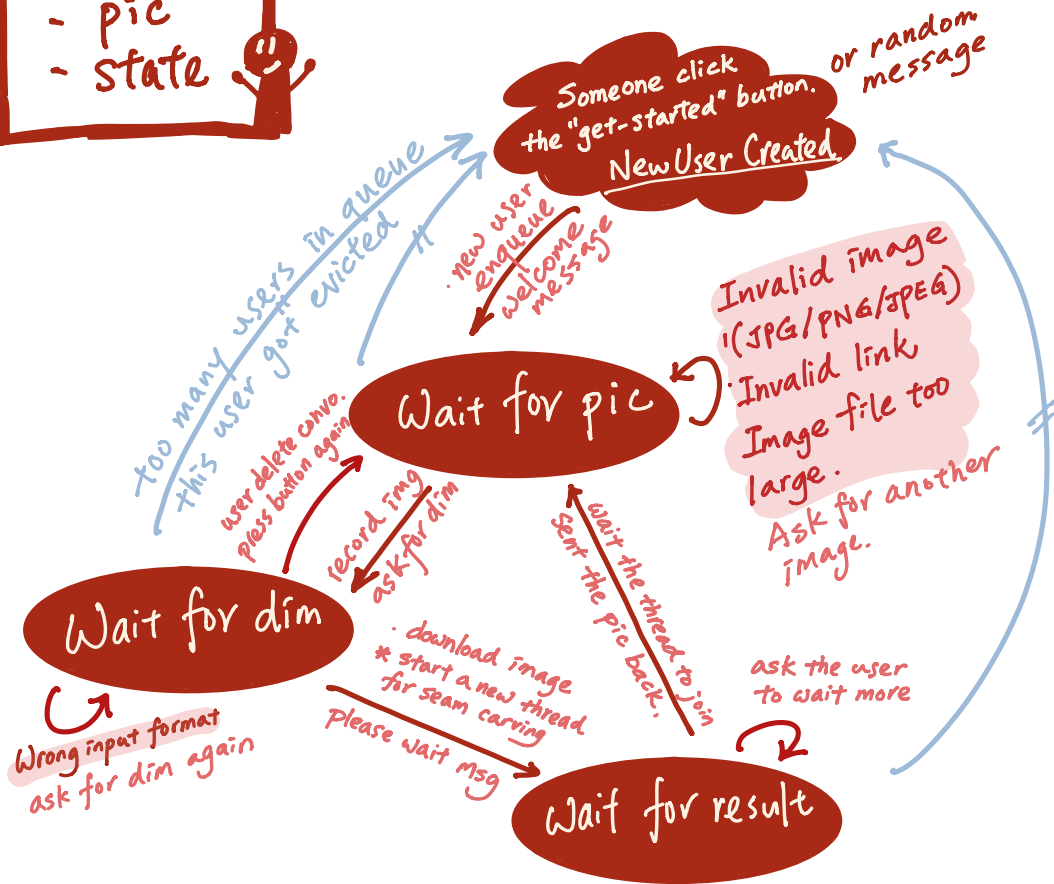 - pic
- state
Someone click
the "get-started" button.
New User Created
or random
message
too many users in queue
this user got evicted
. new user
enqueue
welcome
message
Invalid image
(JPG/PNG/JPEG)
Invalid link
Image file too
large.
Ask for another
image.
Wait for pic
user delete convo.
press button again
record img
ask for dim
wait the thread to join
sent the pic back.
Wait for dim
. download image
* start a new thread
for seam carving
please wait msg
ask the user
to wait more
Wrong input format
ask for dim again
Wait for result